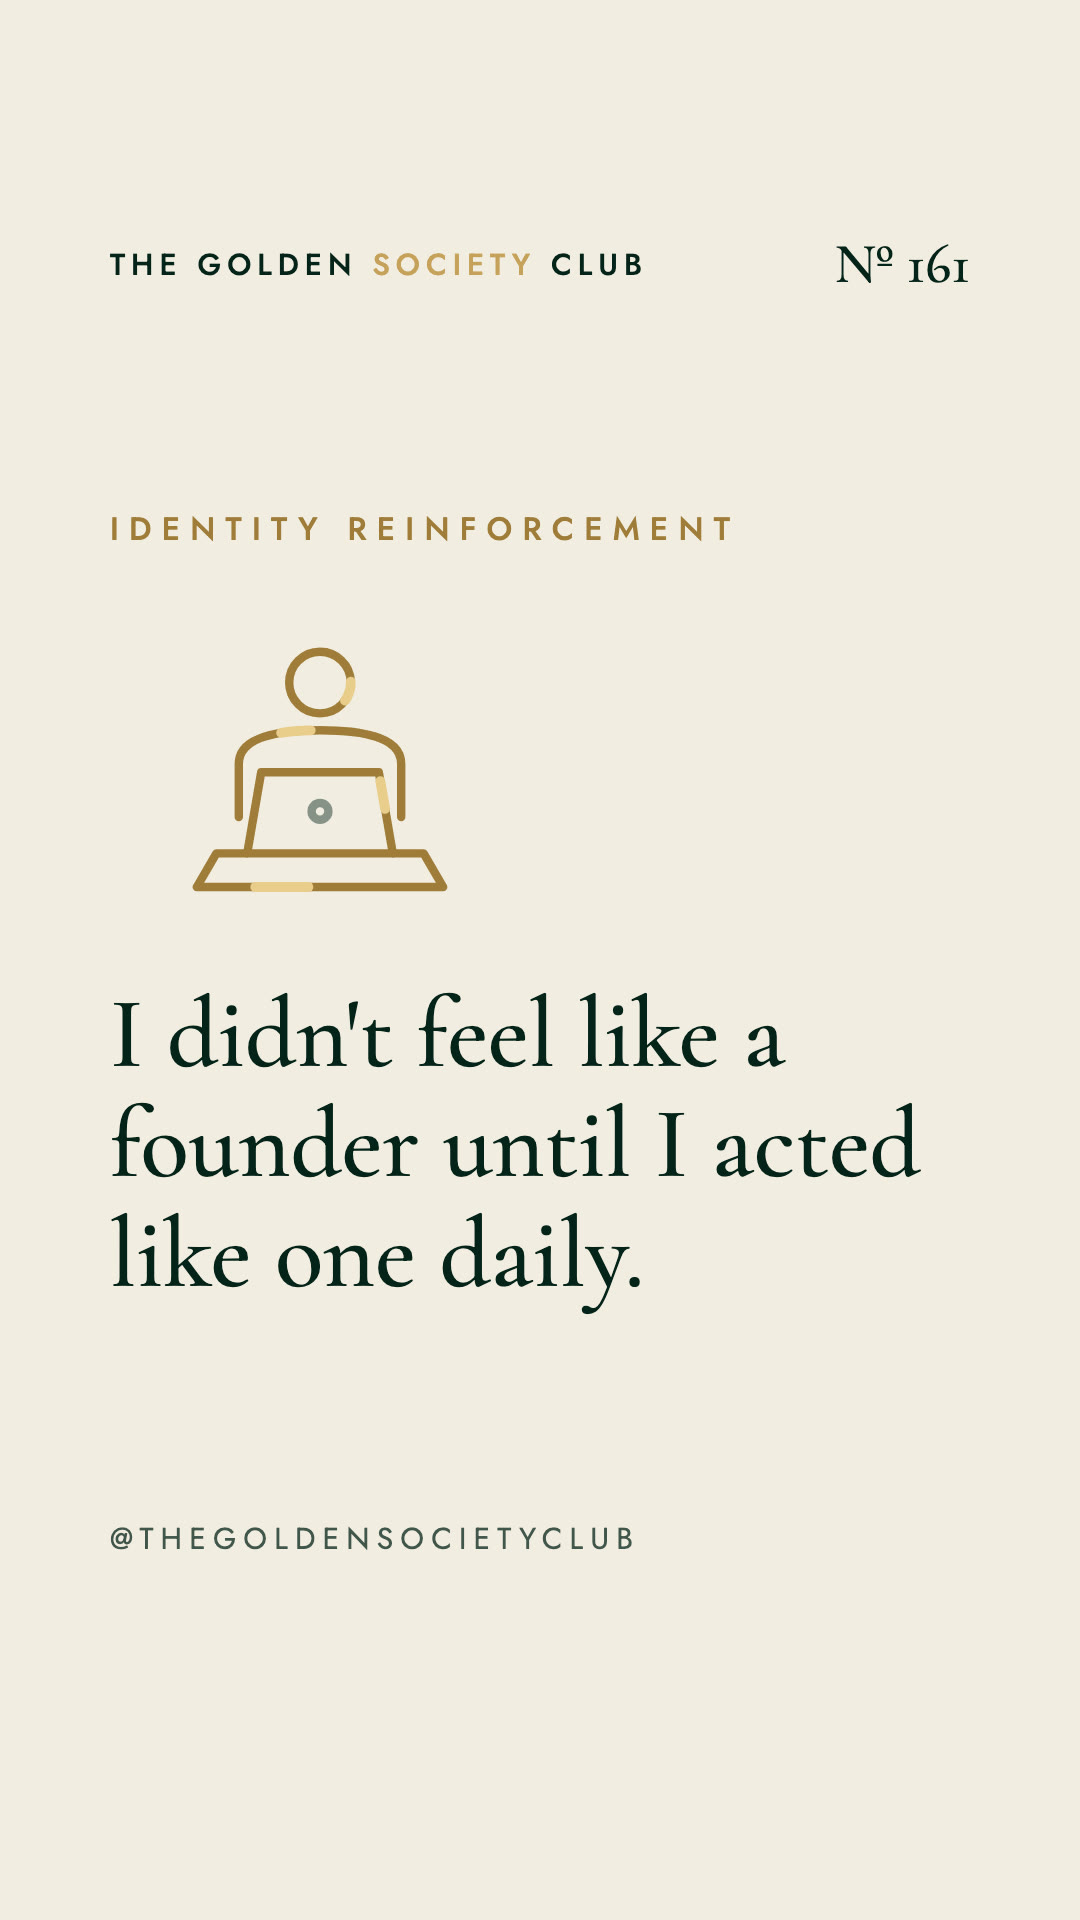 THE GOLDEN SOCIETY CLUB
Nº 161
IDENTITY REINFORCEMENT
I didn't feel like a
founder until I acted
like one daily.
@THEGOLDENSOCIETYCLUB